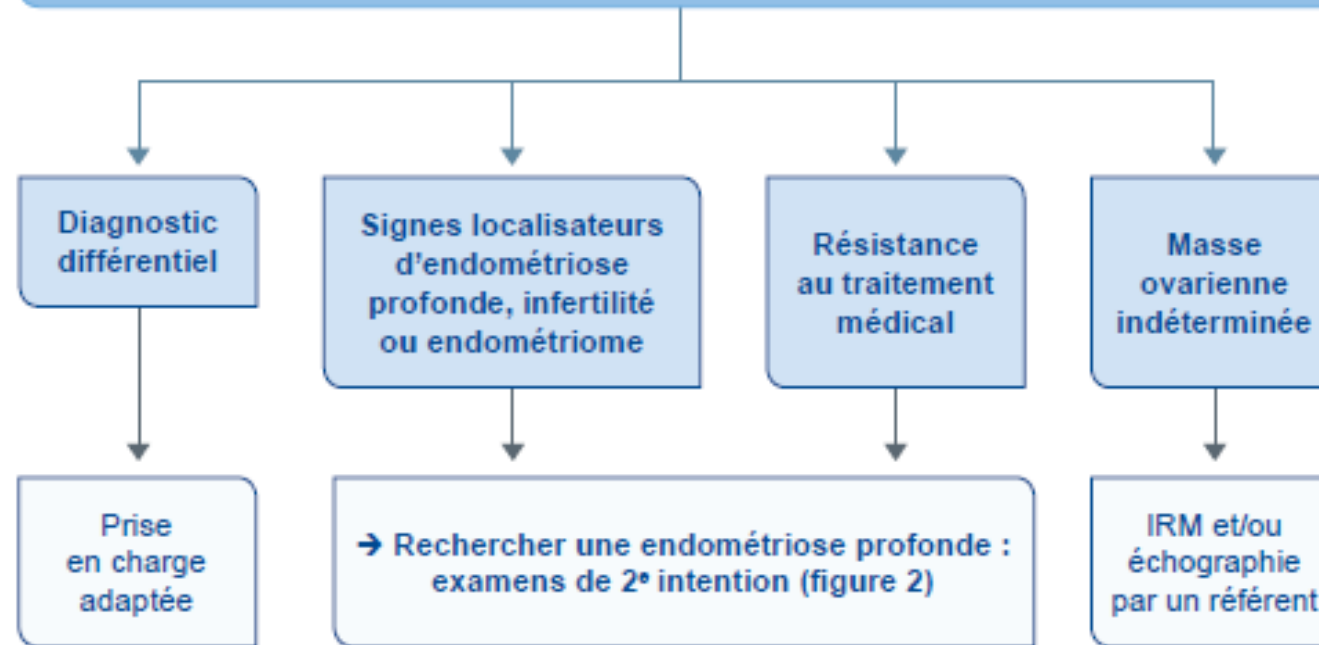 Diagnostic
différentiel
Signes localisateurs
d'endométriose
profonde, infertilité
ou endométriome
Résistance
au traitement
médical
Masse
ovarienne
indéterminée
Prise
en charge
adaptée
→ Rechercher une endométriose profonde :
examens de 2e intention (figure 2)
IRM et/ou
échographie
par un référent